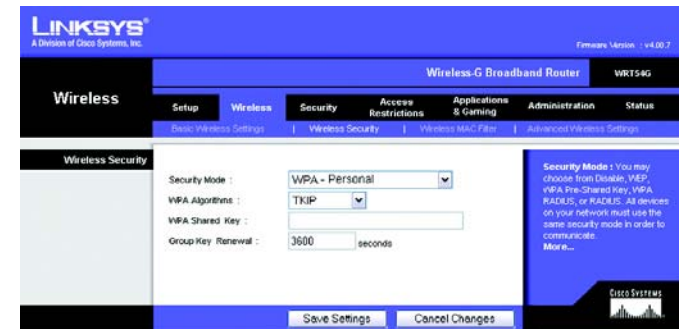 LINKSYS®
A Division of Cisco Systems, Inc.
Firmware Version : v4.00.7
Wireless-G Broadband Router WRT54G
Wireless
Setup Wireless Security Access Restrictions Applications & Gaming Administration Status
Basic Wireless Settings | Wireless Security | Wireless MAC Filter | Advanced Wireless Settings
Wireless Security
Security Mode : WPA - Personal
WPA Algorithms : TKIP
WPA Shared Key :
Group Key Renewal : 3600 seconds
Security Mode : You may
choose from Disable, WEP,
WPA Pre-Shared Key, WPA
RADIUS, or RADIUS. All devices
on your network must use the
same security mode in order to
communicate.
More...
CISCO SYSTEMS
Save Settings Cancel Changes